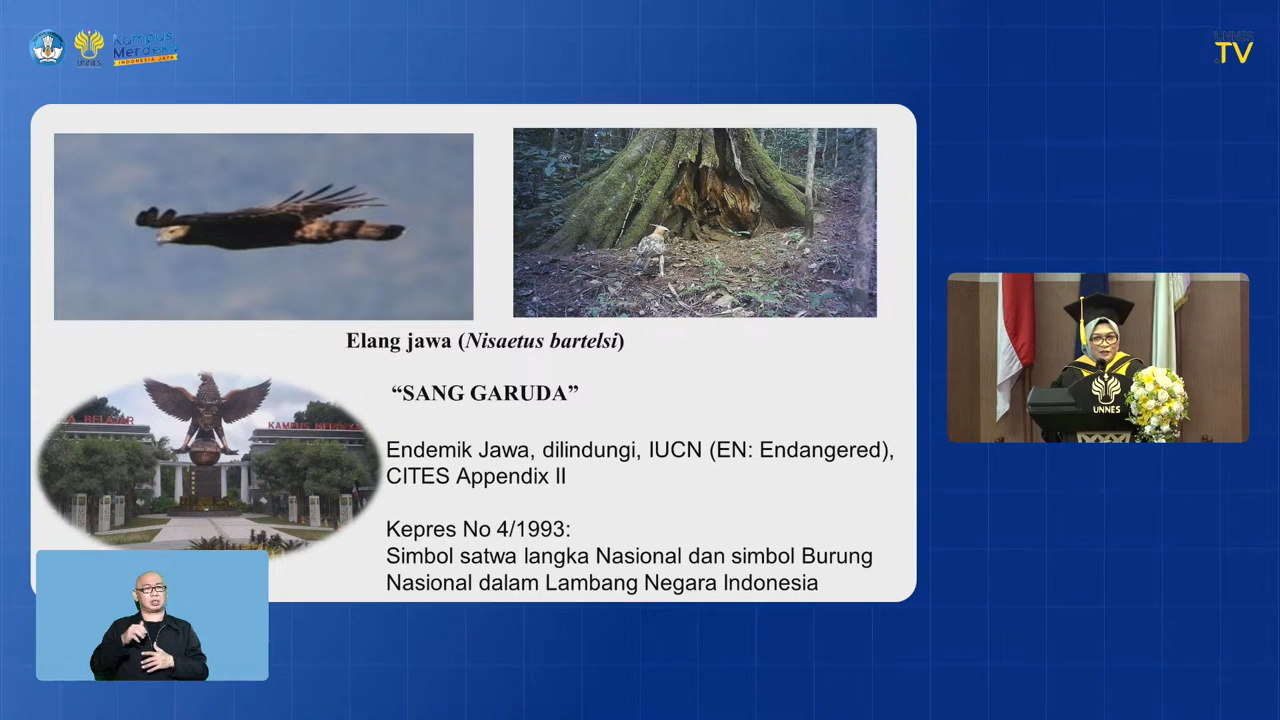 UNNES
Kampus
Merdeka
INDONESIA JAYA
UNNES
TV
Elang jawa (Nisaetus bartelsi)
“SANG GARUDA”
A BELAJAR
KAMPUS MERDEKA
Endemik Jawa, dilindungi, IUCN (EN: Endangered),
CITES Appendix II
Kepres No 4/1993:
Simbol satwa langka Nasional dan simbol Burung
Nasional dalam Lambang Negara Indonesia
UNNES